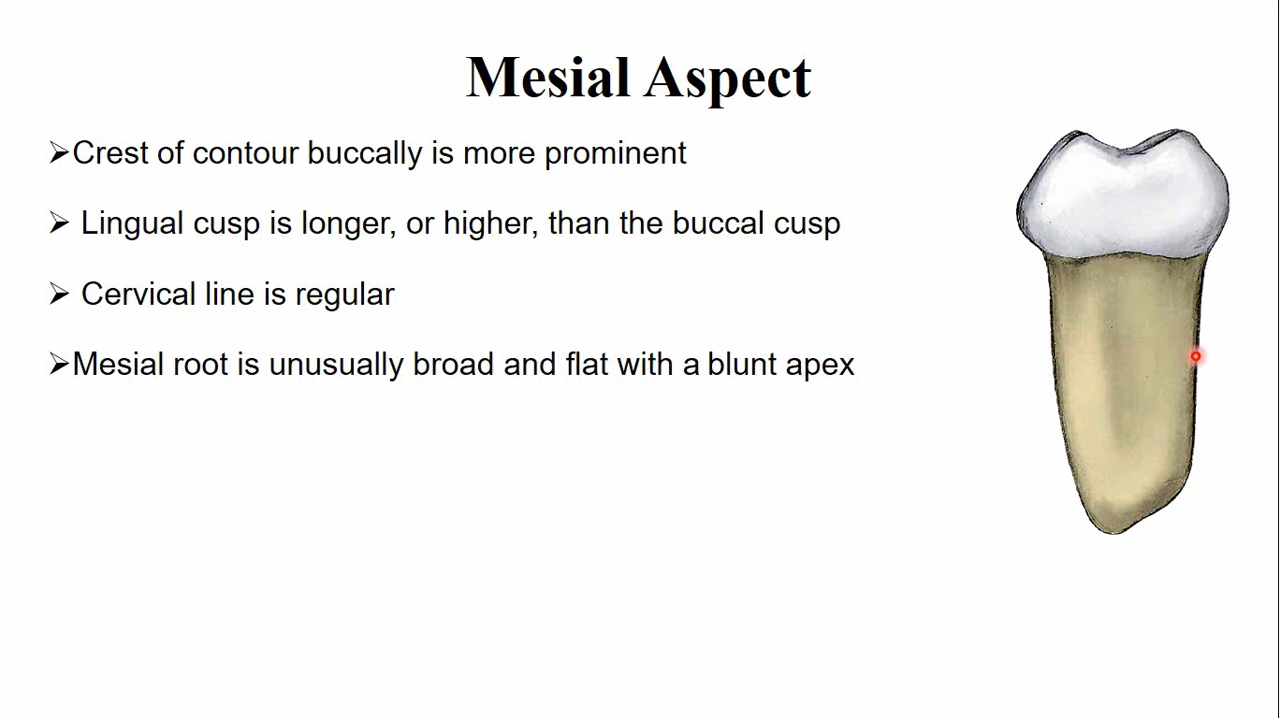 Mesial Aspect
➢Crest of contour buccally is more prominent
➢ Lingual cusp is longer, or higher, than the buccal cusp
➢ Cervical line is regular
➢Mesial root is unusually broad and flat with a blunt apex